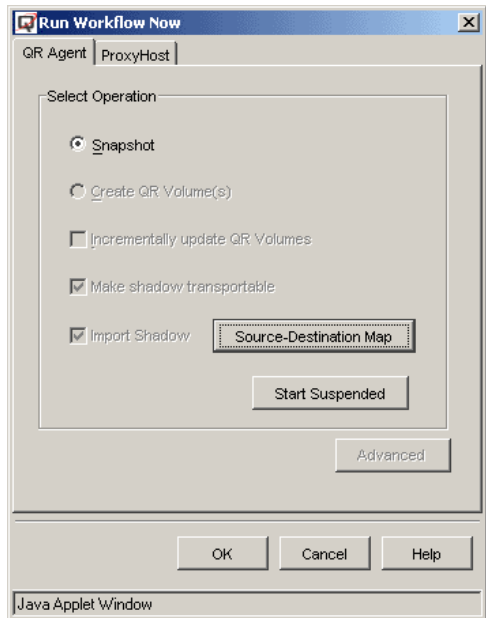 Run Workflow Now
QR Agent ProxyHost
Select Operation
Snapshot
Create QR Volume(s)
Incrementally update QR Volumes
Make shadow transportable
Import Shadow Source-Destination Map
Start Suspended
Advanced
OK Cancel Help
Java Applet Window